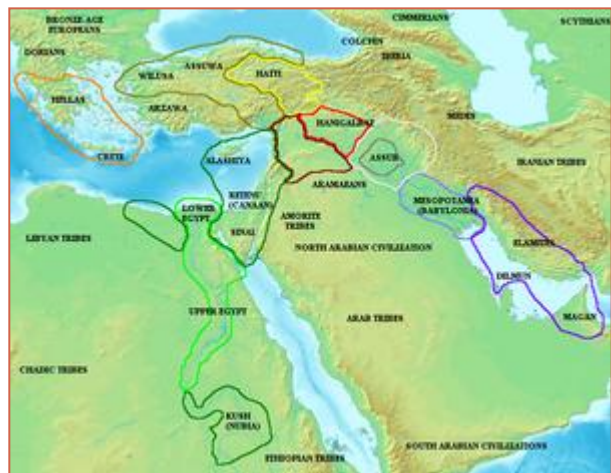 BRONZE-AGE
EUROPEANS
CIMMERIANS
SCYTHIANS
DORIANS
COLCHIS
IBERIA
ASSUWA
WILUSA
HATTI
HELLAS
ARZAWA
HANIGALBAT
MEDES
CRETE
ALASHIYA
ASSUR
IRANIAN TRIBES
ARAMAEANS
RETENU
(CANAAN)
MESOPOTAMIA
(BABYLONIA)
LOWER
EGYPT
AMORITE
TRIBES
SINAI
LIBYAN TRIBES
NORTH ARABIAN CIVILIZATION
ELAMITES
DILMUN
UPPER EGYPT
ARAB TRIBES
MAGAN
CHADIC TRIBES
KUSH
(NUBIA)
ETHIOPIAN TRIBES
SOUTH ARABIAN CIVILIZATIONS